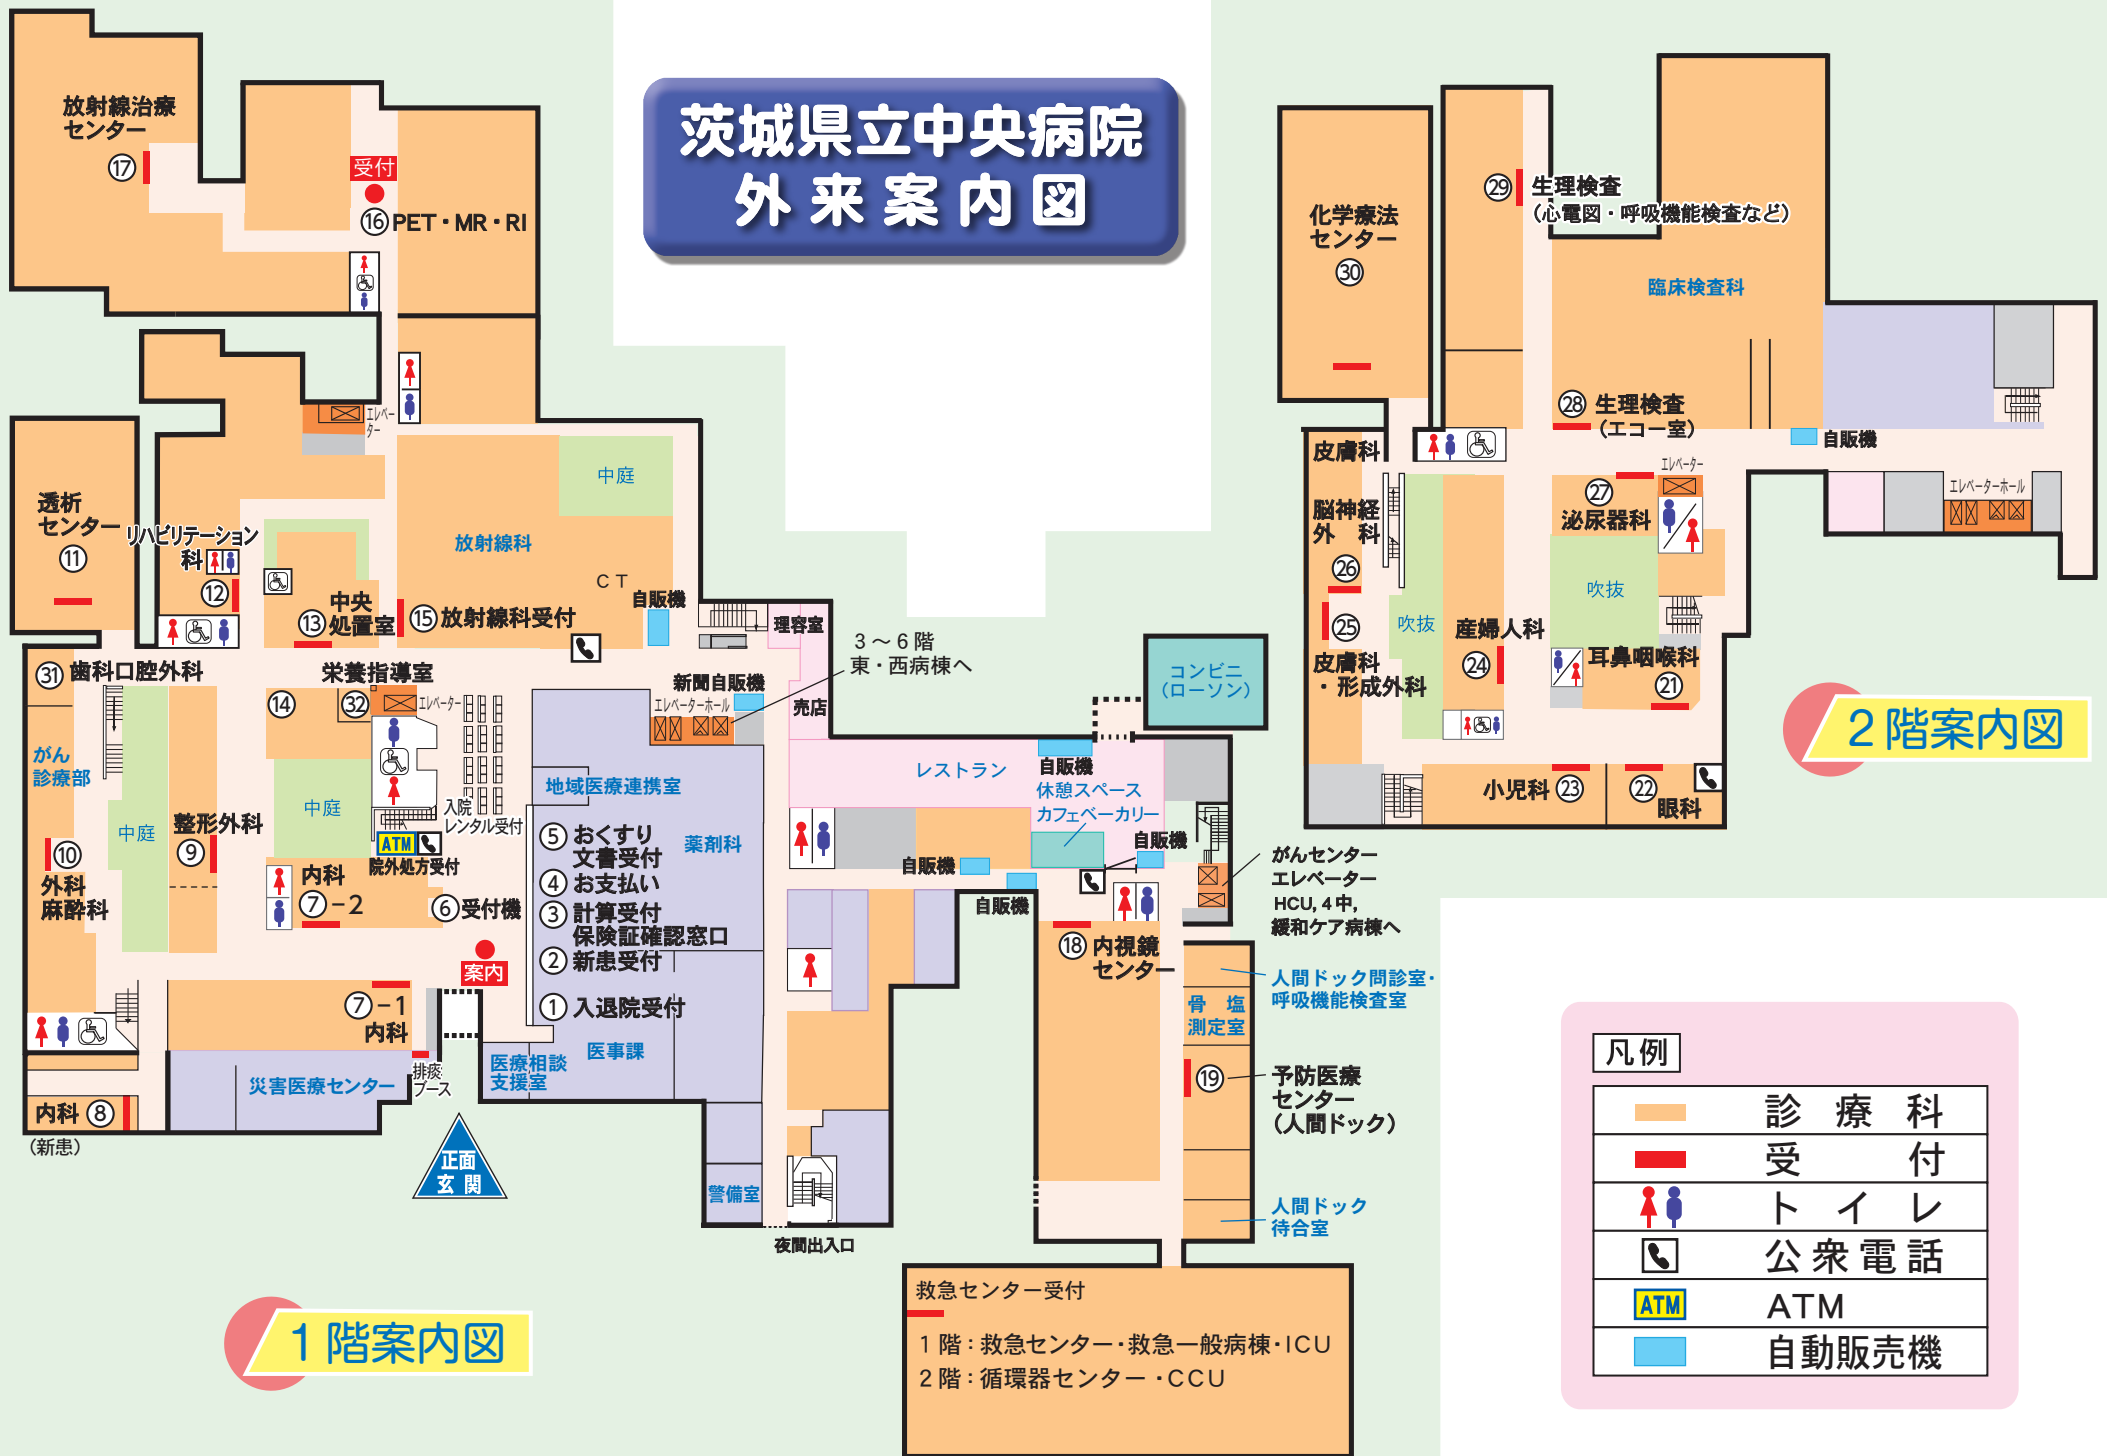 茨城県立中央病院
外来案内図
放射線治療
センター
⑰
受付
⑯ PET・MR・RI
エレベー
ター
透析
センター
⑪
リハビリテーション
科
⑫
中央
処置室
⑬
⑮ 放射線科受付
放射線科
中庭
CT
自販機
理容室
3～6階
東・西病棟へ
新聞自販機
エレベーターホール
売店
コンビニ
(ローソン)
㉛ 歯科口腔外科
栄養指導室
⑭
㉜
エレベーター
がん
診療部
中庭
整形外科
⑨
中庭
入院
レンタル受付
ATM
院外処方受付
⑩
外科
麻酔科
内科
⑦-2
⑥ 受付機
案内
地域医療連携室
薬剤科
⑤ おくすり
文書受付
④ お支払い
③ 計算受付
保険証確認窓口
② 新患受付
① 入退院受付
医事課
医療相談
支援室
⑦-1
内科
排痰
ブース
災害医療センター
内科 ⑧
(新患)
正面
玄関
警備室
夜間出入口
レストラン
自販機
休憩スペース
カフェベーカリー
自販機
自販機
自販機
がんセンター
エレベーター
HCU, 4中,
緩和ケア病棟へ
⑱ 内視鏡
センター
人間ドック問診室・
呼吸機能検査室
骨 塩
測定室
⑲
予防医療
センター
(人間ドック)
人間ドック
待合室
救急センター受付
1階：救急センター・救急一般病棟・ICU
2階：循環器センター・CCU
1階案内図
化学療法
センター
㉚
㉙ 生理検査
(心電図・呼吸機能検査など)
臨床検査科
㉘ 生理検査
(エコー室)
自販機
エレベーターホール
皮膚科
脳神経
外 科
㉖
㉕
皮膚科
・形成外科
吹抜
エレベーター
㉗
泌尿器科
吹抜
産婦人科
㉔
耳鼻咽喉科
㉑
小児科 ㉓
㉒
眼科
2階案内図
凡例
診療科
受付
トイレ
公衆電話
ATM
ATM
自動販売機